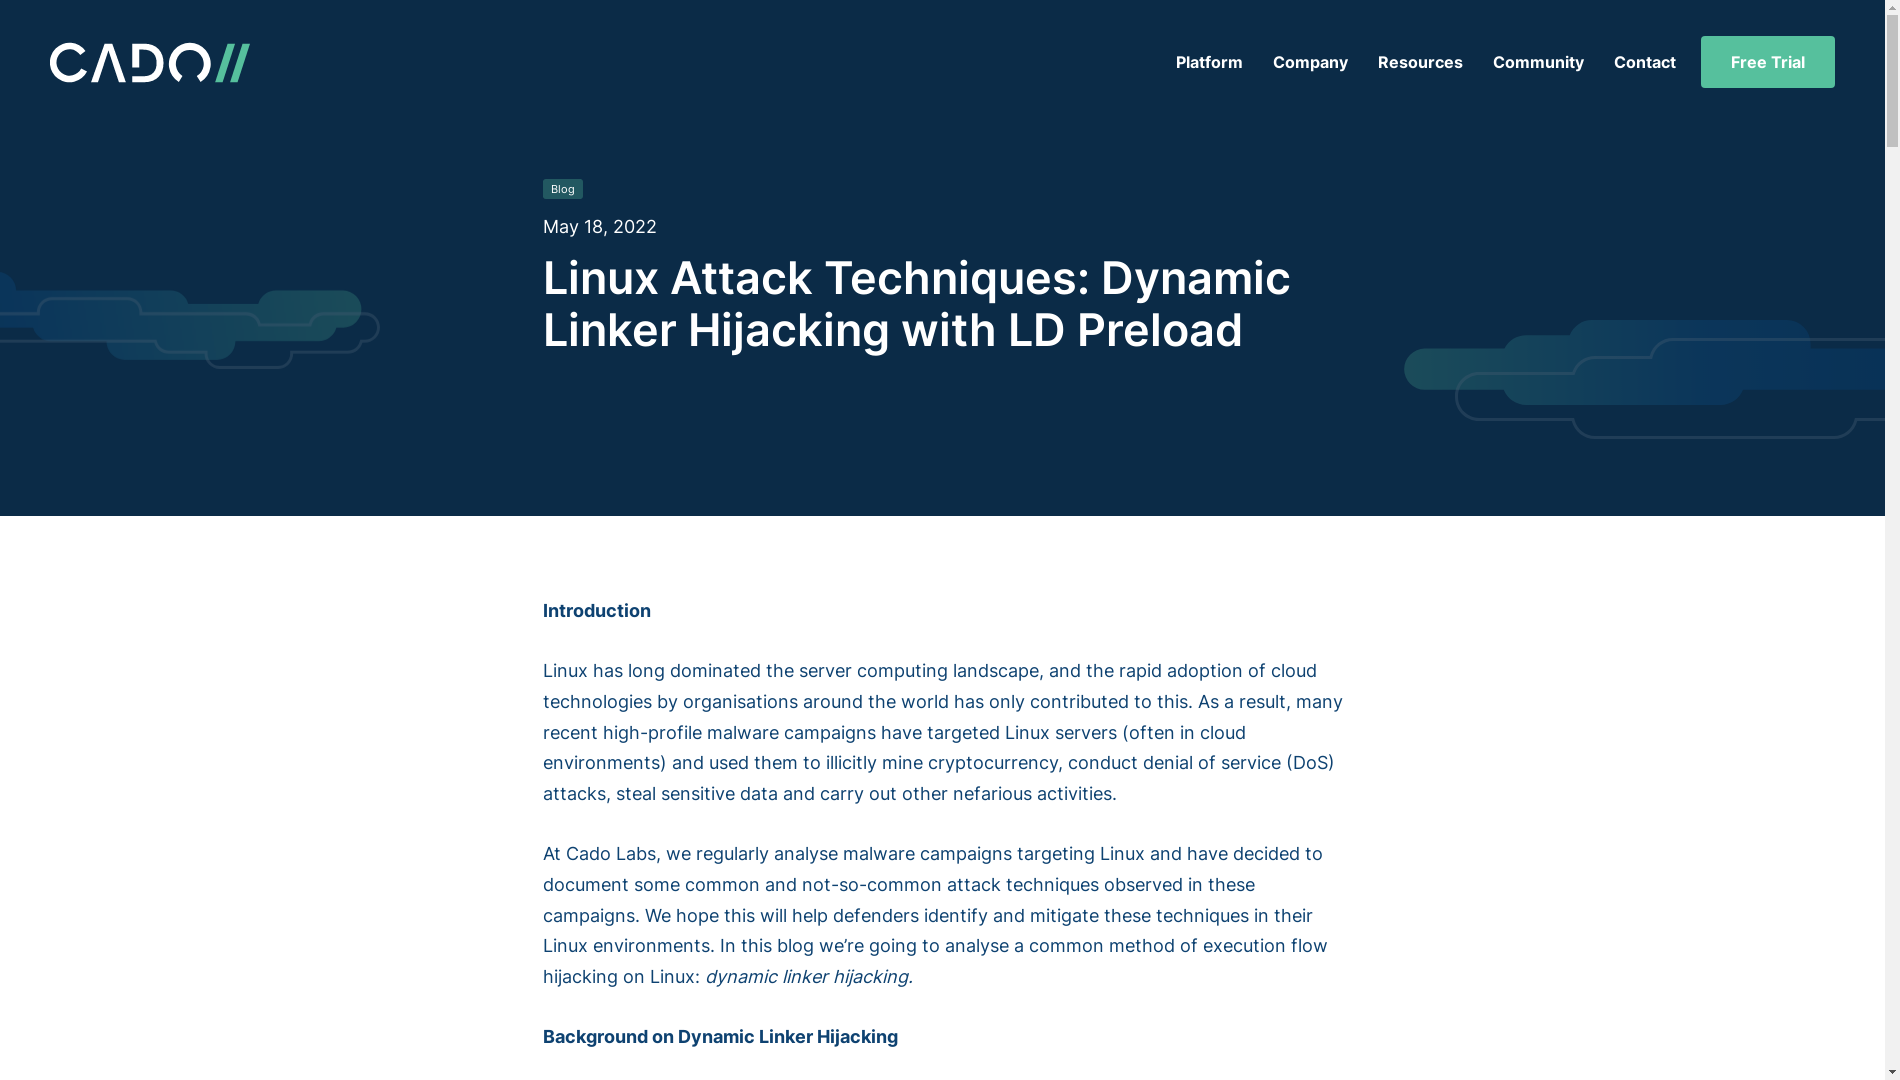 CADO//
Platform
Company
Resources
Community
Contact
Free Trial
Blog
May 18, 2022
Linux Attack Techniques: Dynamic
Linker Hijacking with LD Preload
Introduction
Linux has long dominated the server computing landscape, and the rapid adoption of cloud
technologies by organisations around the world has only contributed to this. As a result, many
recent high-profile malware campaigns have targeted Linux servers (often in cloud
environments) and used them to illicitly mine cryptocurrency, conduct denial of service (DoS)
attacks, steal sensitive data and carry out other nefarious activities.
At Cado Labs, we regularly analyse malware campaigns targeting Linux and have decided to
document some common and not-so-common attack techniques observed in these
campaigns. We hope this will help defenders identify and mitigate these techniques in their
Linux environments. In this blog we’re going to analyse a common method of execution flow
hijacking on Linux: dynamic linker hijacking.
Background on Dynamic Linker Hijacking